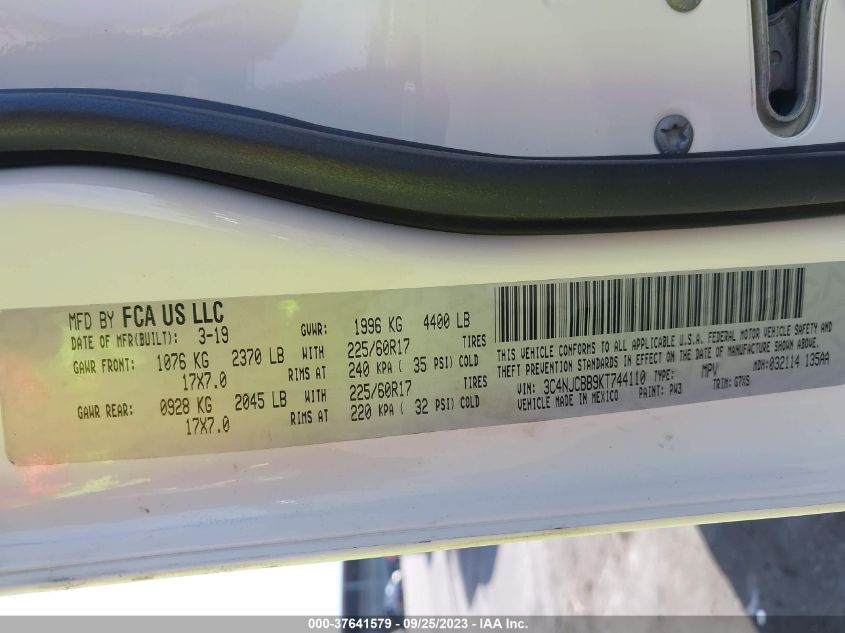 MFD BY FCA US LLC
DATE OF MFR(BUILT): 3-19 GVWR: 1996 KG 4400 LB
GAWR FRONT: 1076 KG 2370 LB WITH 225/60R17 TIRES
17X7.0 RIMS AT 240 KPA ( 35 PSI) COLD
GAWR REAR: 0928 KG 2045 LB WITH 225/60R17 TIRES
17X7.0 RIMS AT 220 KPA ( 32 PSI) COLD
THIS VEHICLE CONFORMS TO ALL APPLICABLE U.S.A. FEDERAL MOTOR VEHICLE SAFETY AND
THEFT PREVENTION STANDARDS IN EFFECT ON THE DATE OF MANUFACTURE SHOWN ABOVE.
VIN: 3C4NJCBB9KT744110 TYPE: MPV MDH:032114 135AA
VEHICLE MADE IN MEXICO PAINT: PW3 TRIM: G7XS
000-37641579 - 09/25/2023 - IAA Inc.